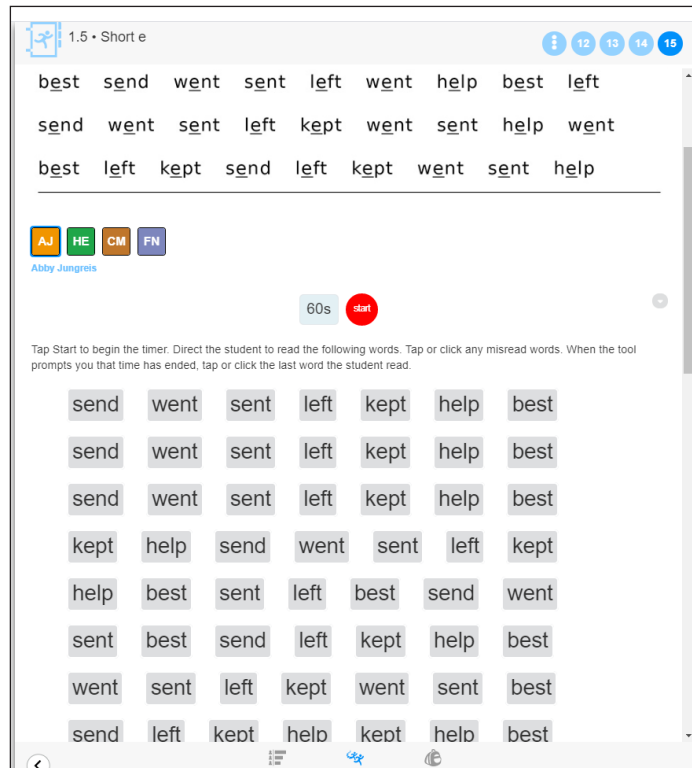 1.5 • Short e
12 13 14 15
best send went sent left went help best left
send went sent left kept went sent help went
best left kept send left kept went sent help
AJ HE CM FN
Abby Jungreis
60s start
Tap Start to begin the timer. Direct the student to read the following words. Tap or click any misread words. When the tool
prompts you that time has ended, tap or click the last word the student read.
send went sent left kept help best
send went sent left kept help best
send went sent left kept help best
kept help send went sent left kept
help best sent left best send went
sent best send left kept help best
went sent left kept went sent best
send left kept help kept help best